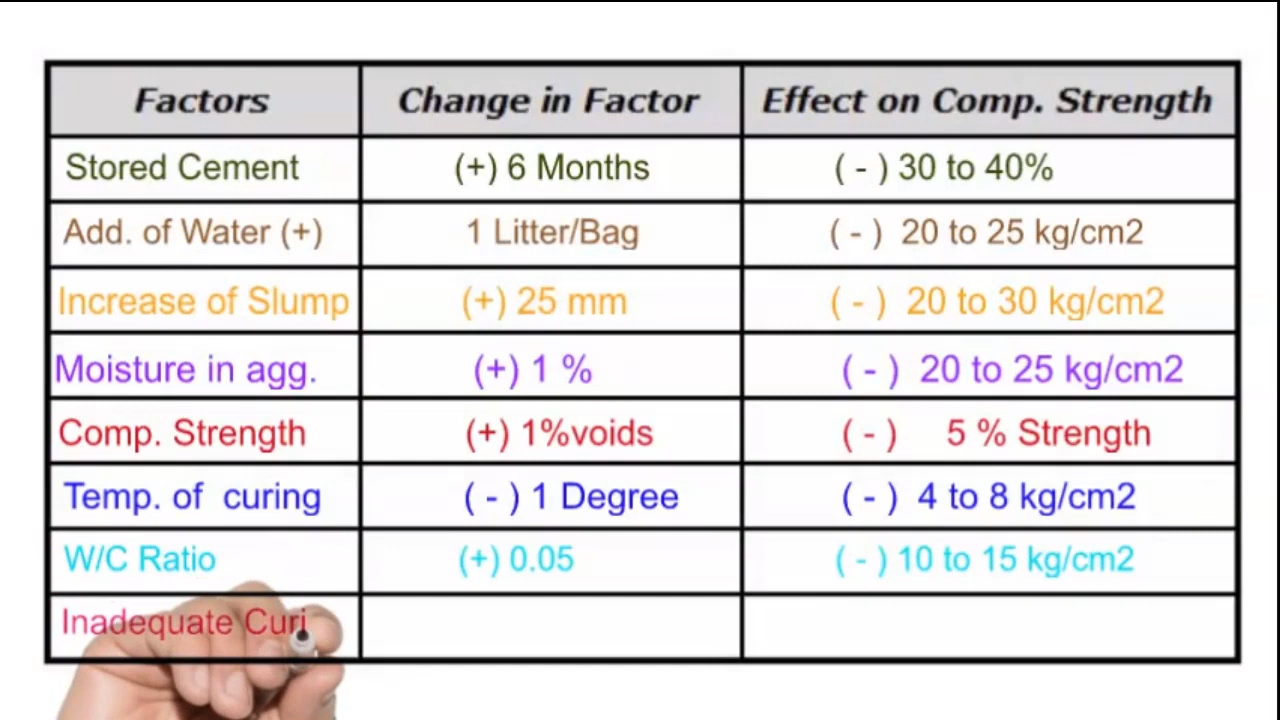 Factors Change in Factor Effect on Comp. Strength
Stored Cement (+) 6 Months ( - ) 30 to 40%
Add. of Water (+) 1 Litter/Bag ( - ) 20 to 25 kg/cm2
Increase of Slump (+) 25 mm ( - ) 20 to 30 kg/cm2
Moisture in agg. (+) 1 % ( - ) 20 to 25 kg/cm2
Comp. Strength (+) 1%voids ( - ) 5 % Strength
Temp. of curing ( - ) 1 Degree ( - ) 4 to 8 kg/cm2
W/C Ratio (+) 0.05 ( - ) 10 to 15 kg/cm2
Inadequate Curi